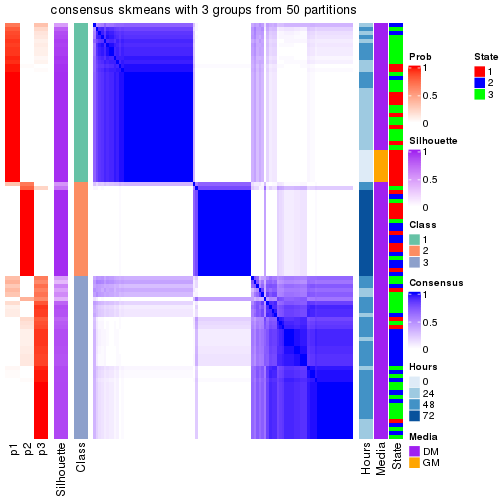 consensus skmeans with 3 groups from 50 partitions
Prob
1
0.5
0
Silhouette
1
0.5
0
Class
1
2
3
Consensus
1
0.5
0
Hours
0
24
48
72
Media
DM
GM
State
1
2
3
p1
p2
p3
Silhouette
Class
Hours
Media
State